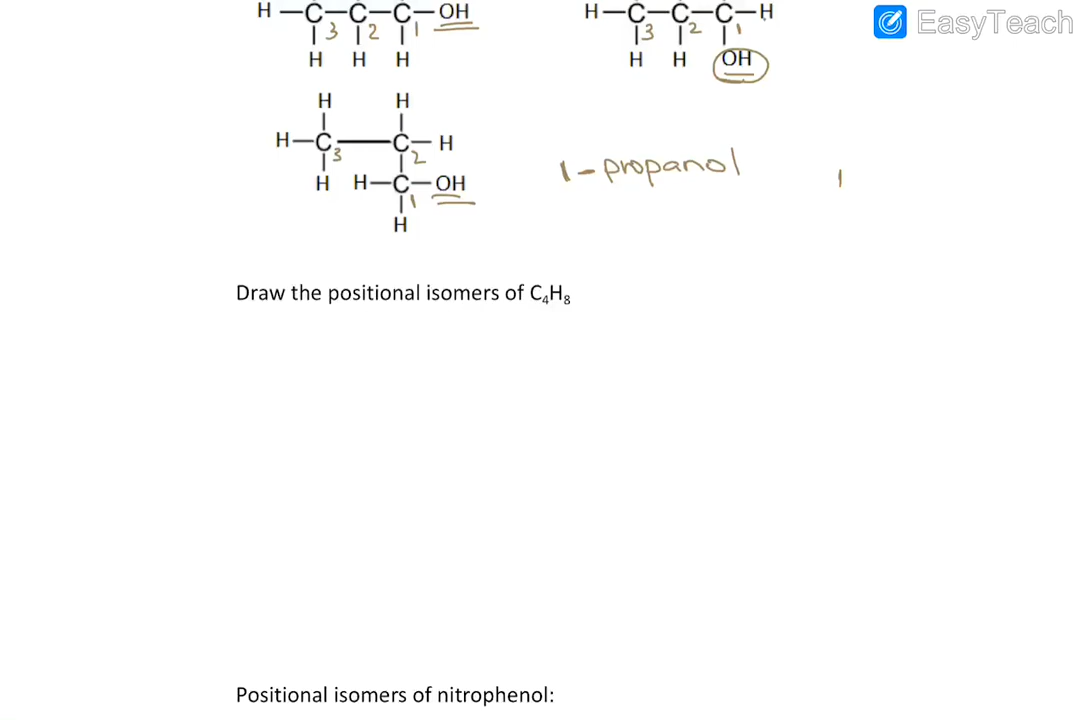 H—C—C—C—OH H—C—C—C—H
3 2 1 3 2 1
H H H H H OH
EasyTeach
H H
H—C—C—H
3 2
H H—C—OH
1
H
1-propanol
1
Draw the positional isomers of C₄H₈
Positional isomers of nitrophenol: